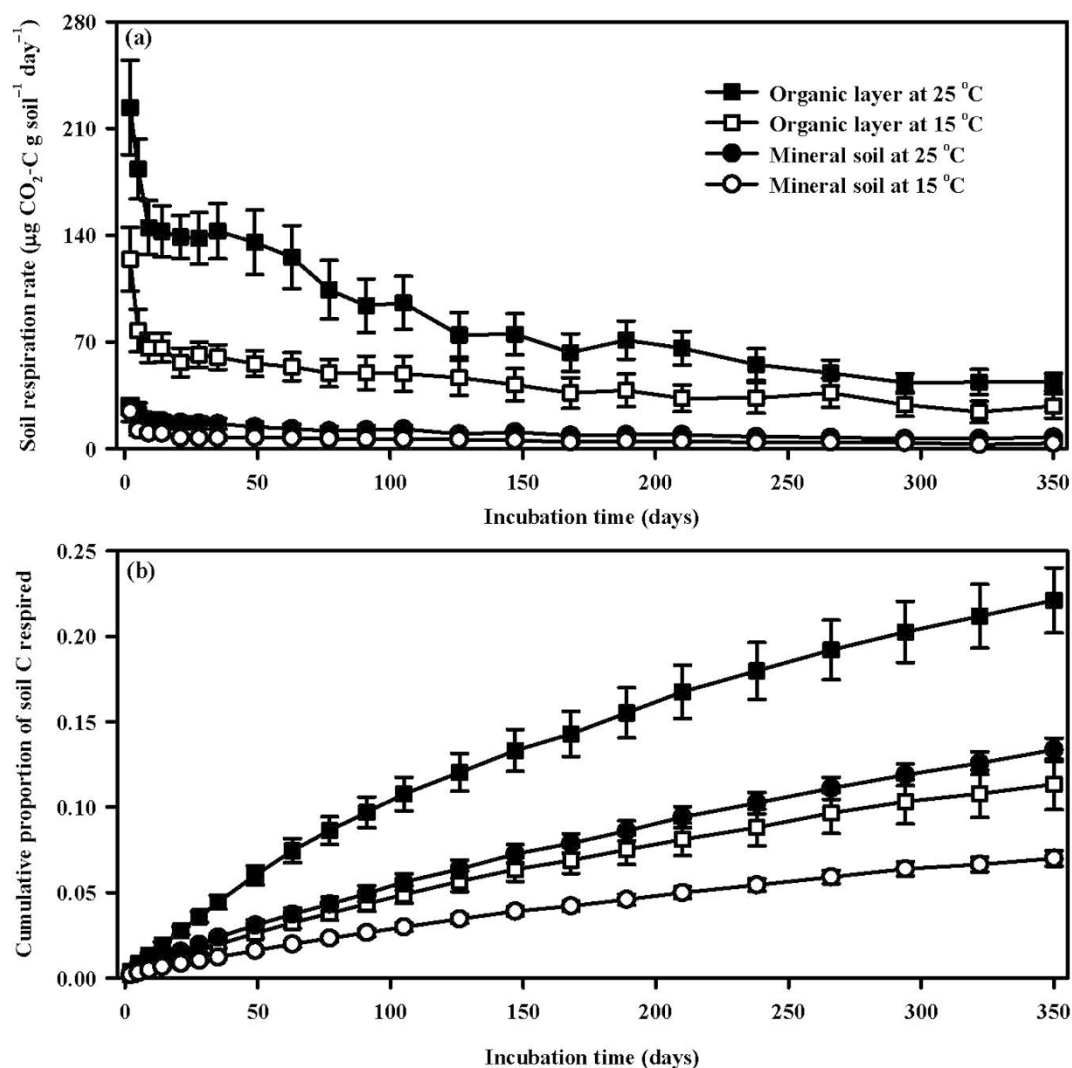 280
(a)
Soil respiration rate (µg CO₂-C g soil⁻¹ day⁻¹)
Organic layer at 25 °C
Organic layer at 15 °C
Mineral soil at 25 °C
Mineral soil at 15 °C
210
140
70
0
0 50 100 150 200 250 300 350
Incubation time (days)
0.25
(b)
Cumulative proportion of soil C respired
0.20
0.15
0.10
0.05
0.00
0 50 100 150 200 250 300 350
Incubation time (days)